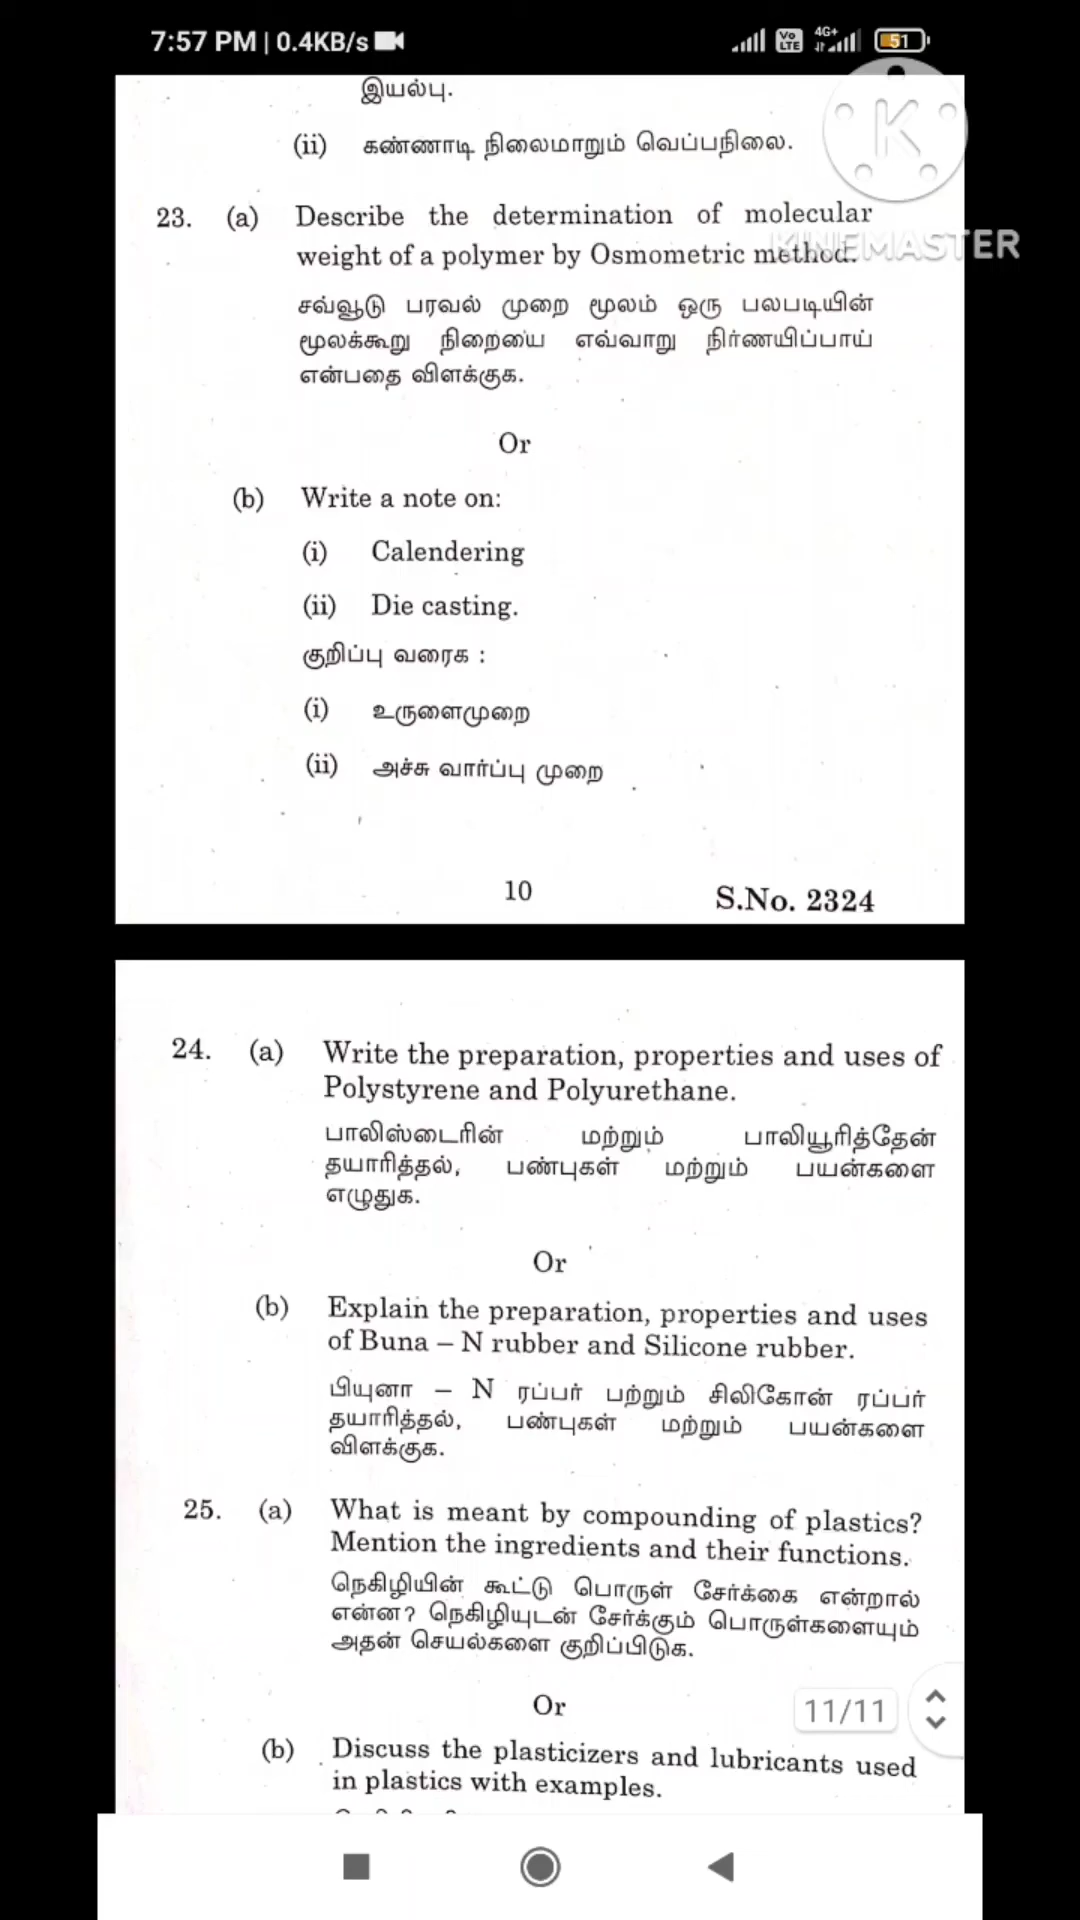 7:57 PM | 0.4KB/s
Vo LTE 4G+ 51
இயல்பு.
(ii) கண்ணாடி நிலைமாறும் வெப்பநிலை.
K
KINEMASTER
23. (a) Describe the determination of molecular
weight of a polymer by Osmometric method.
சவ்வூடு பரவல் முறை மூலம் ஒரு பலபடியின்
மூலக்கூறு நிறையை எவ்வாறு நிர்ணயிப்பாய்
என்பதை விளக்குக.
Or
(b) Write a note on:
(i) Calendering
(ii) Die casting.
குறிப்பு வரைக :
(i) உருளைமுறை
(ii) அச்சு வார்ப்பு முறை
10 S.No. 2324
24. (a) Write the preparation, properties and uses of
Polystyrene and Polyurethane.
பாலிஸ்டைரின் மற்றும் பாலியூரித்தேன்
தயாரித்தல், பண்புகள் மற்றும் பயன்களை
எழுதுக.
Or
(b) Explain the preparation, properties and uses
of Buna – N rubber and Silicone rubber.
பியுனா – N ரப்பர் பற்றும் சிலிகோன் ரப்பர்
தயாரித்தல், பண்புகள் மற்றும் பயன்களை
விளக்குக.
25. (a) What is meant by compounding of plastics?
Mention the ingredients and their functions.
நெகிழியின் கூட்டு பொருள் சேர்க்கை என்றால்
என்ன? நெகிழியுடன் சேர்க்கும் பொருள்களையும்
அதன் செயல்களை குறிப்பிடுக.
Or
11/11
(b) Discuss the plasticizers and lubricants used
in plastics with examples.